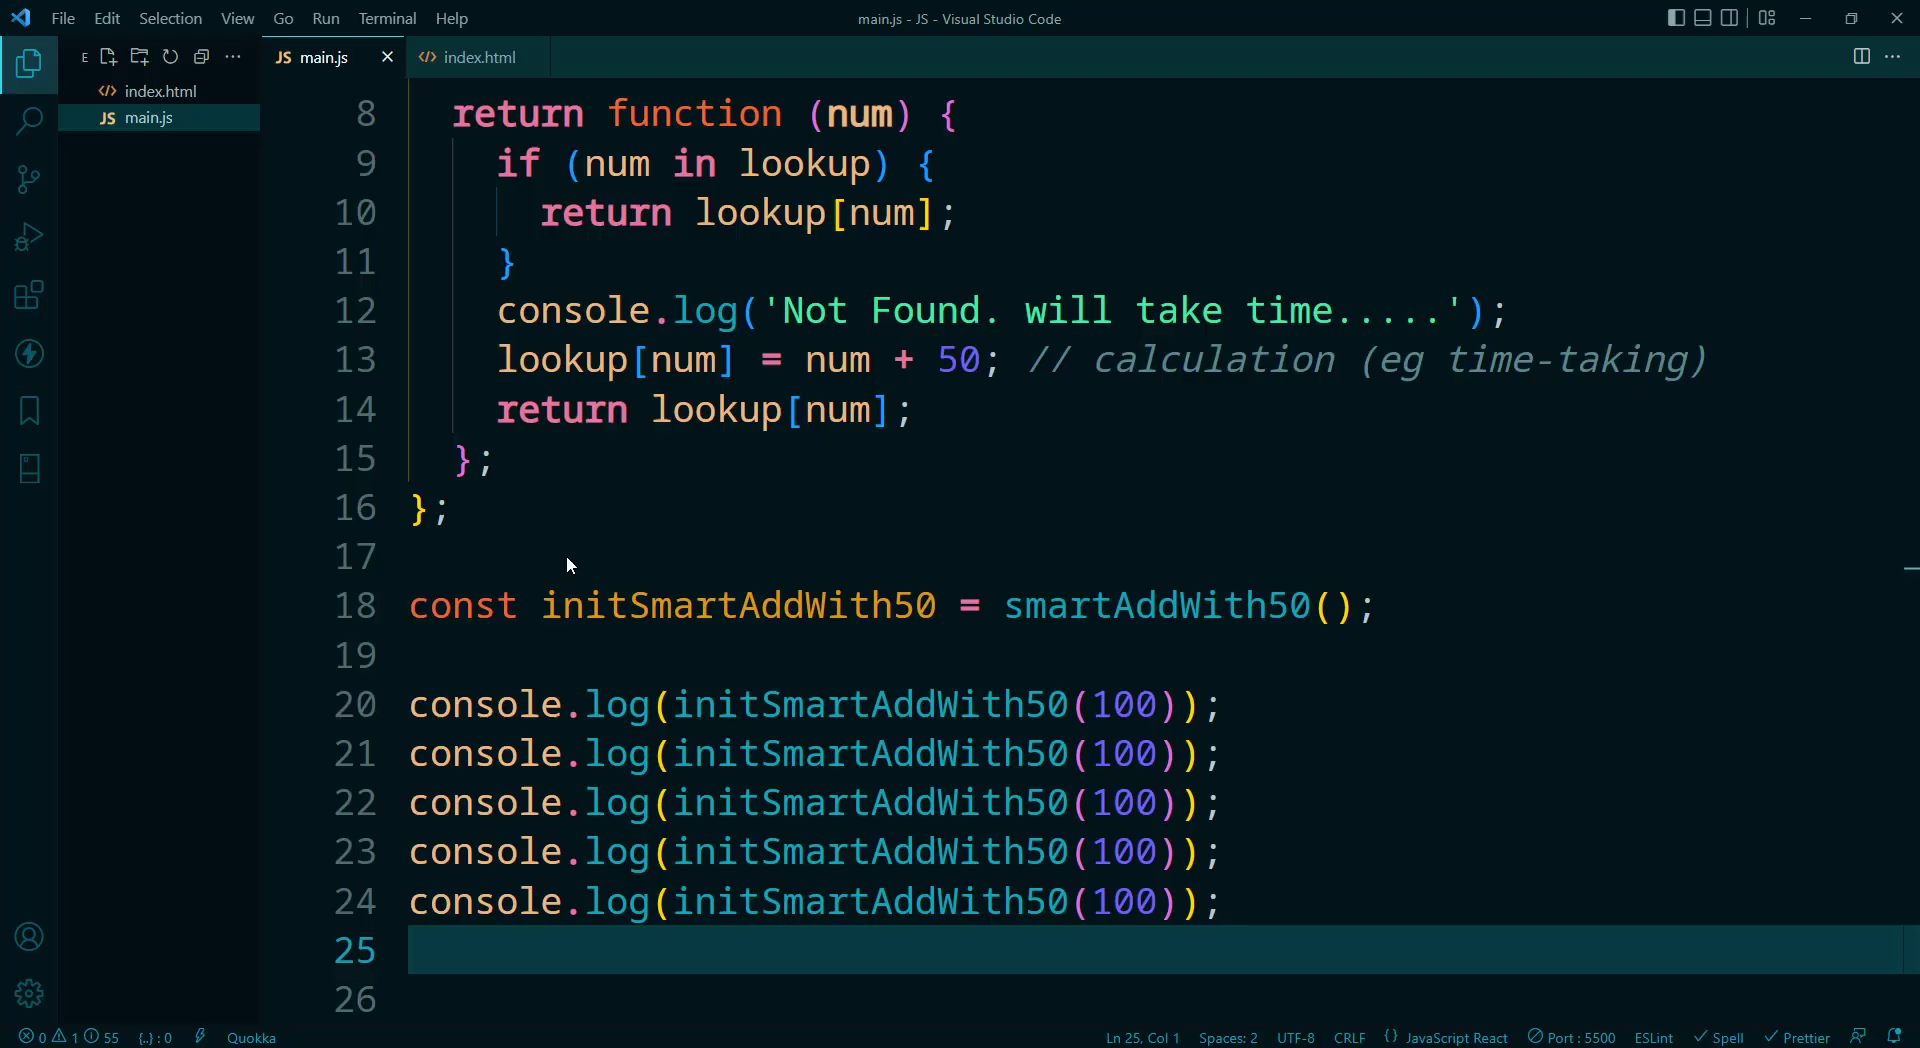 File Edit Selection View Go Run Terminal Help
main.js - JS - Visual Studio Code
E
index.html
JS main.js
JS main.js
index.html
8 return function (num) {
9 if (num in lookup) {
10 return lookup[num];
11 }
12 console.log('Not Found. will take time.....');
13 lookup[num] = num + 50; // calculation (eg time-taking)
14 return lookup[num];
15 };
16 };
17
18 const initSmartAddWith50 = smartAddWith50();
19
20 console.log(initSmartAddWith50(100));
21 console.log(initSmartAddWith50(100));
22 console.log(initSmartAddWith50(100));
23 console.log(initSmartAddWith50(100));
24 console.log(initSmartAddWith50(100));
25
26
0 1 55 {..} : 0 Quokka Ln 25, Col 1 Spaces: 2 UTF-8 CRLF { } JavaScript React Port : 5500 ESLint Spell Prettier